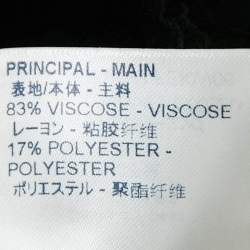 PRINCIPAL - MAIN
表地/本体 - 主料
83% VISCOSE - VISCOSE
レーヨン - 粘胶纤维
17% POLYESTER -
POLYESTER
ポリエステル - 聚酯纤维